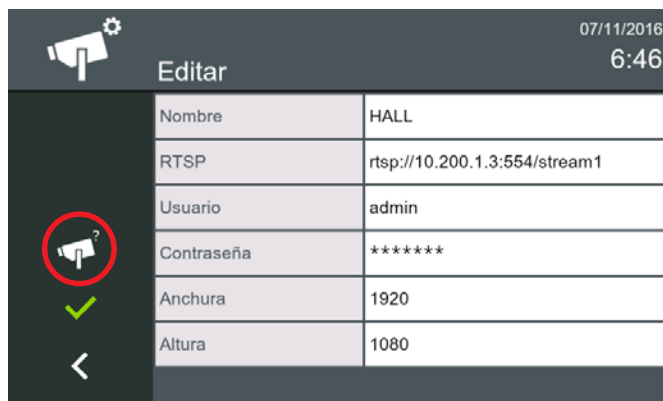 07/11/2016
Editar 6:46
Nombre HALL
RTSP rtsp://10.200.1.3:554/stream1
Usuario admin
?
Contraseña *******
Anchura 1920
Altura 1080